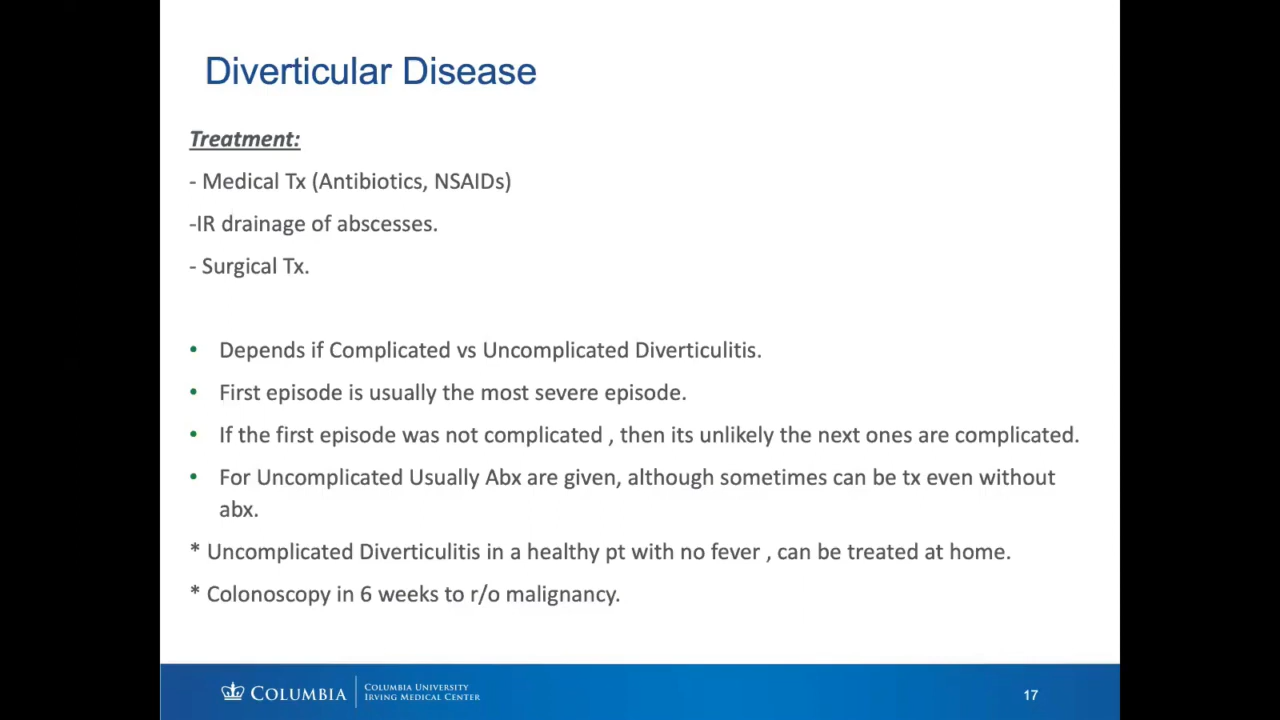 Diverticular Disease
Treatment:
- Medical Tx (Antibiotics, NSAIDs)
-IR drainage of abscesses.
- Surgical Tx.
• Depends if Complicated vs Uncomplicated Diverticulitis.
• First episode is usually the most severe episode.
• If the first episode was not complicated , then its unlikely the next ones are complicated.
• For Uncomplicated Usually Abx are given, although sometimes can be tx even without
abx.
* Uncomplicated Diverticulitis in a healthy pt with no fever , can be treated at home.
* Colonoscopy in 6 weeks to r/o malignancy.
COLUMBIA
COLUMBIA UNIVERSITY
IRVING MEDICAL CENTER
17